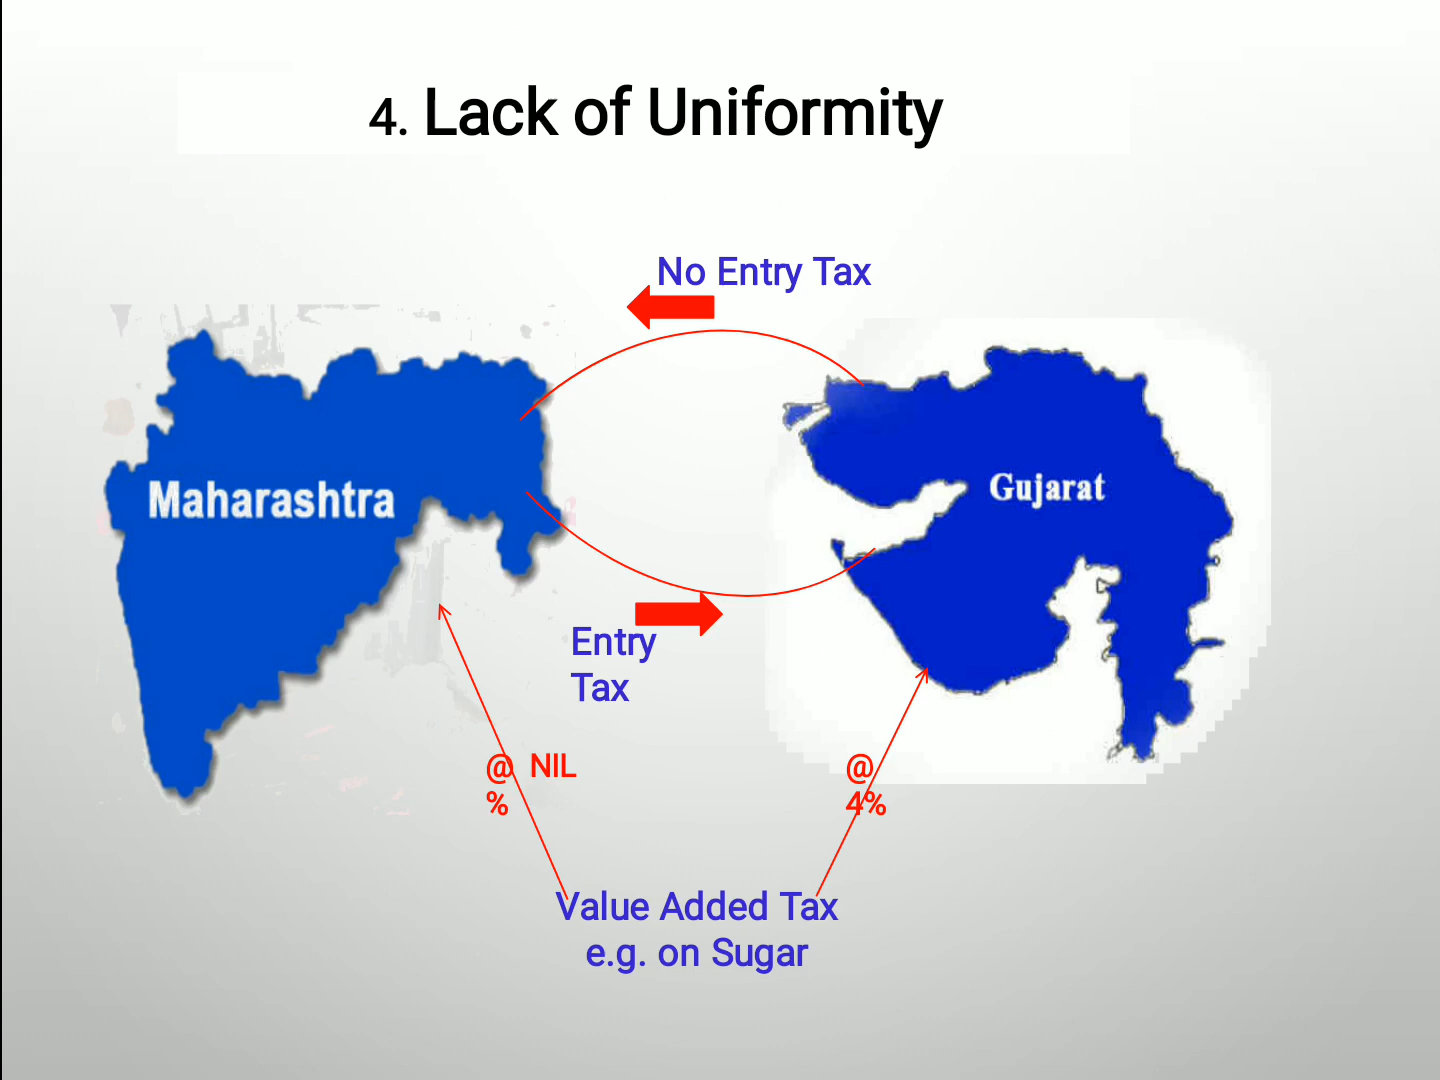 4. Lack of Uniformity
No Entry Tax
Maharashtra
Gujarat
Entry
Tax
@ NIL
%
@
4%
Value Added Tax
e.g. on Sugar